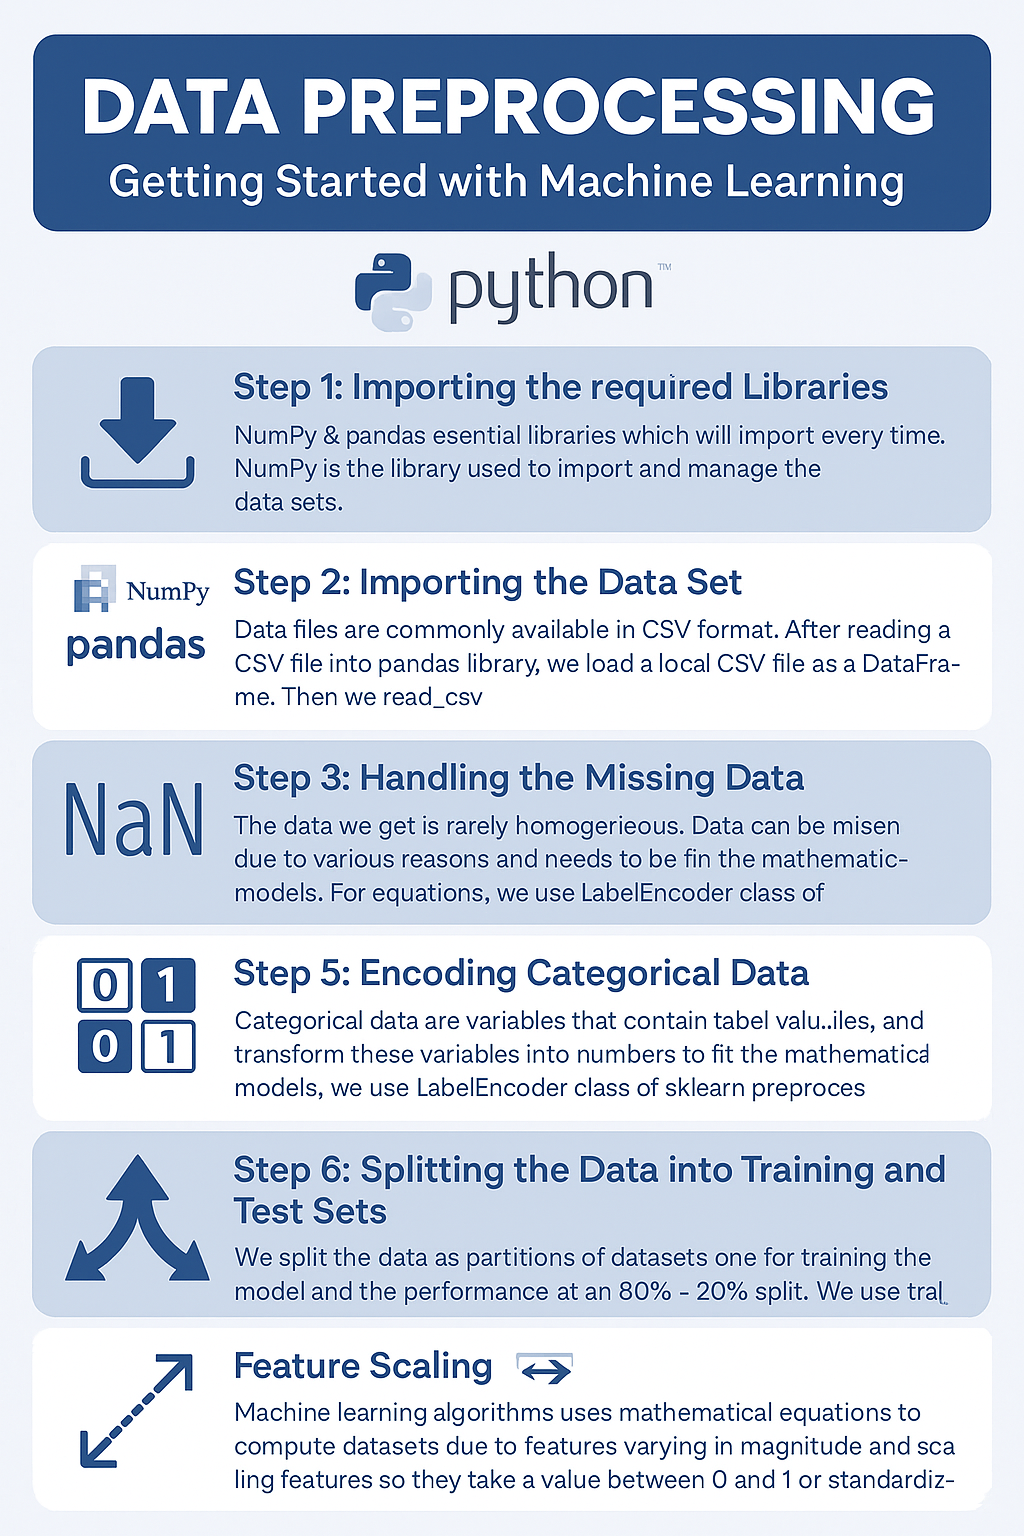 DATA PREPROCESSING
Getting Started with Machine Learning
python™
Step 1: Importing the required Libraries
NumPy & pandas esential libraries which will import every time.
NumPy is the library used to import and manage the
data sets.
NumPy
pandas
Step 2: Importing the Data Set
Data files are commonly available in CSV format. After reading a
CSV file into pandas library, we load a local CSV file as a DataFra-
me. Then we read_csv
NaN
Step 3: Handling the Missing Data
The data we get is rarely homogerieous. Data can be misen
due to various reasons and needs to be fin the mathematic-
models. For equations, we use LabelEncoder class of
0 1
0 1
Step 5: Encoding Categorical Data
Categorical data are variables that contain tabel valu..iles, and
transform these variables into numbers to fit the mathematical
models, we use LabelEncoder class of sklearn preproces
Step 6: Splitting the Data into Training and
Test Sets
We split the data as partitions of datasets one for training the
model and the performance at an 80% - 20% split. We use
Feature Scaling
Machine learning algorithms uses mathematical equations to
compute datasets due to features varying in magnitude and sca
ling features so they take a value between 0 and 1 or standardiz-